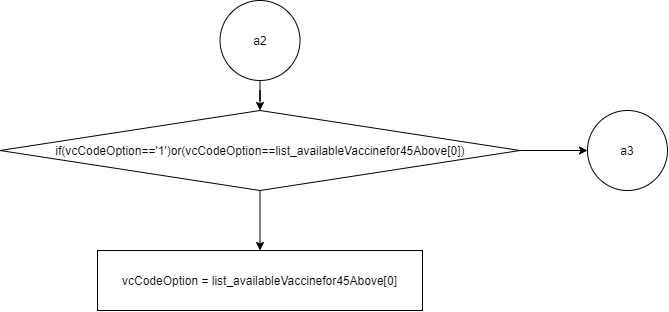 a2
if(vcCodeOption=='1')or(vcCodeOption==list_availableVaccinefor45Above[0])
a3
vcCodeOption = list_availableVaccinefor45Above[0]